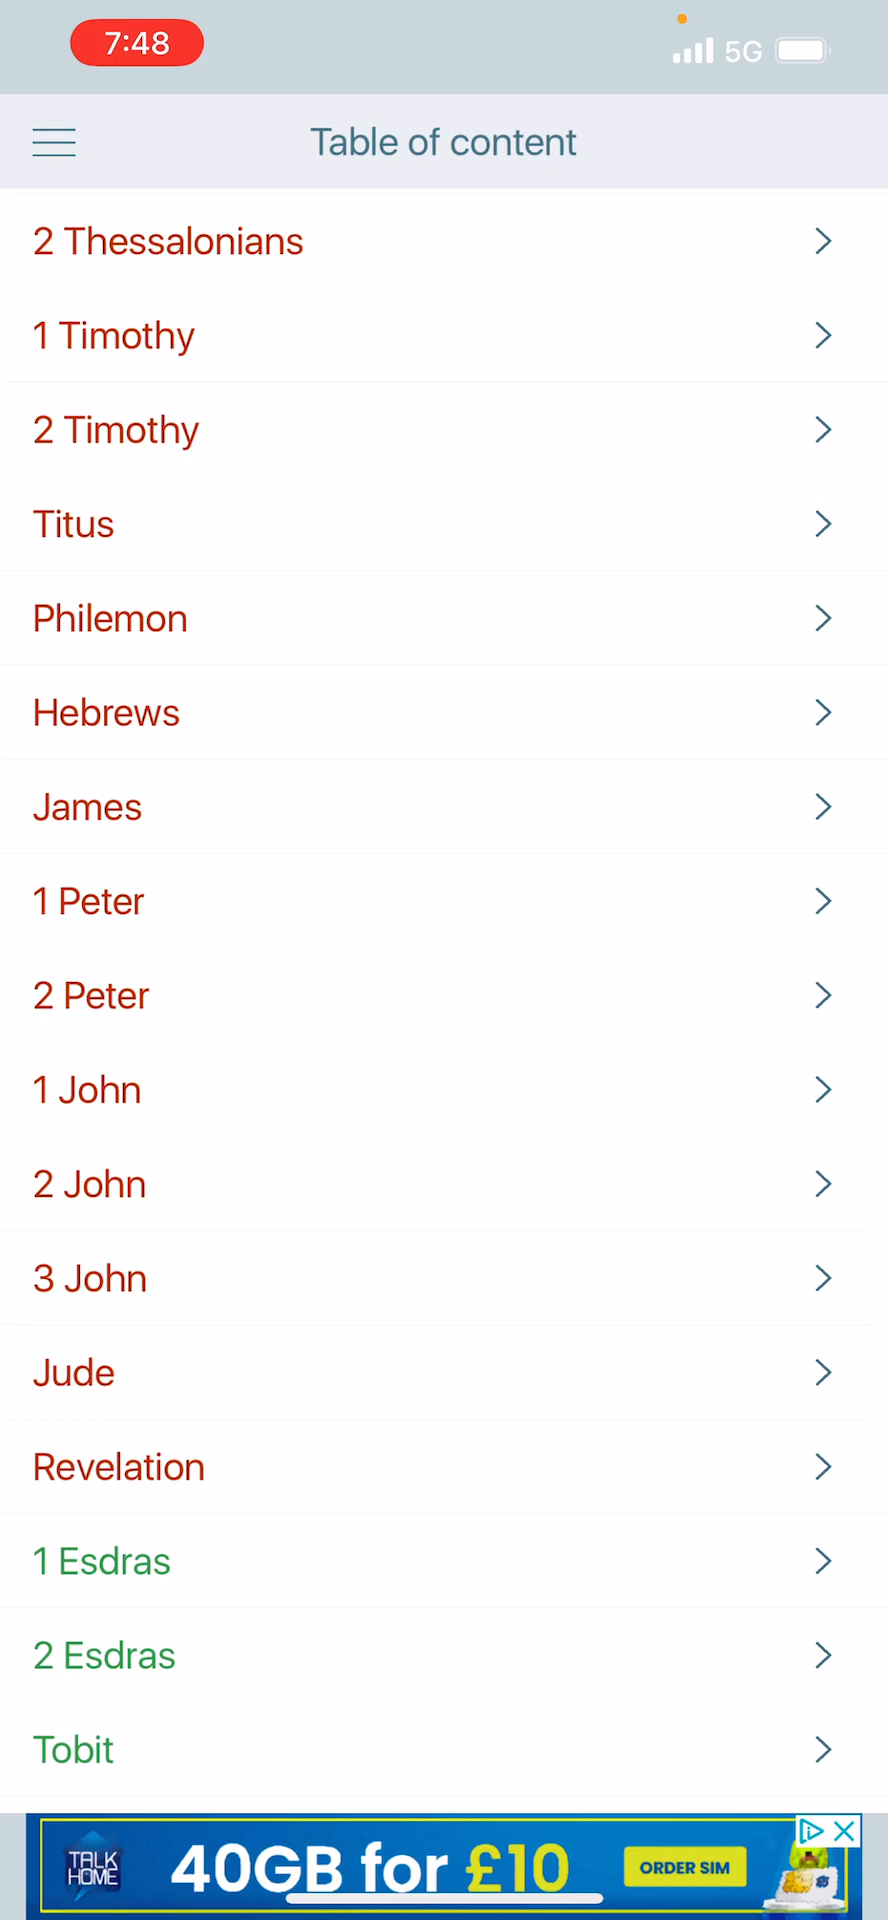 7:48
5G
Table of content
2 Thessalonians
1 Timothy
2 Timothy
Titus
Philemon
Hebrews
James
1 Peter
2 Peter
1 John
2 John
3 John
Jude
Revelation
1 Esdras
2 Esdras
Tobit
TALK
HOME
40GB for £10
ORDER SIM